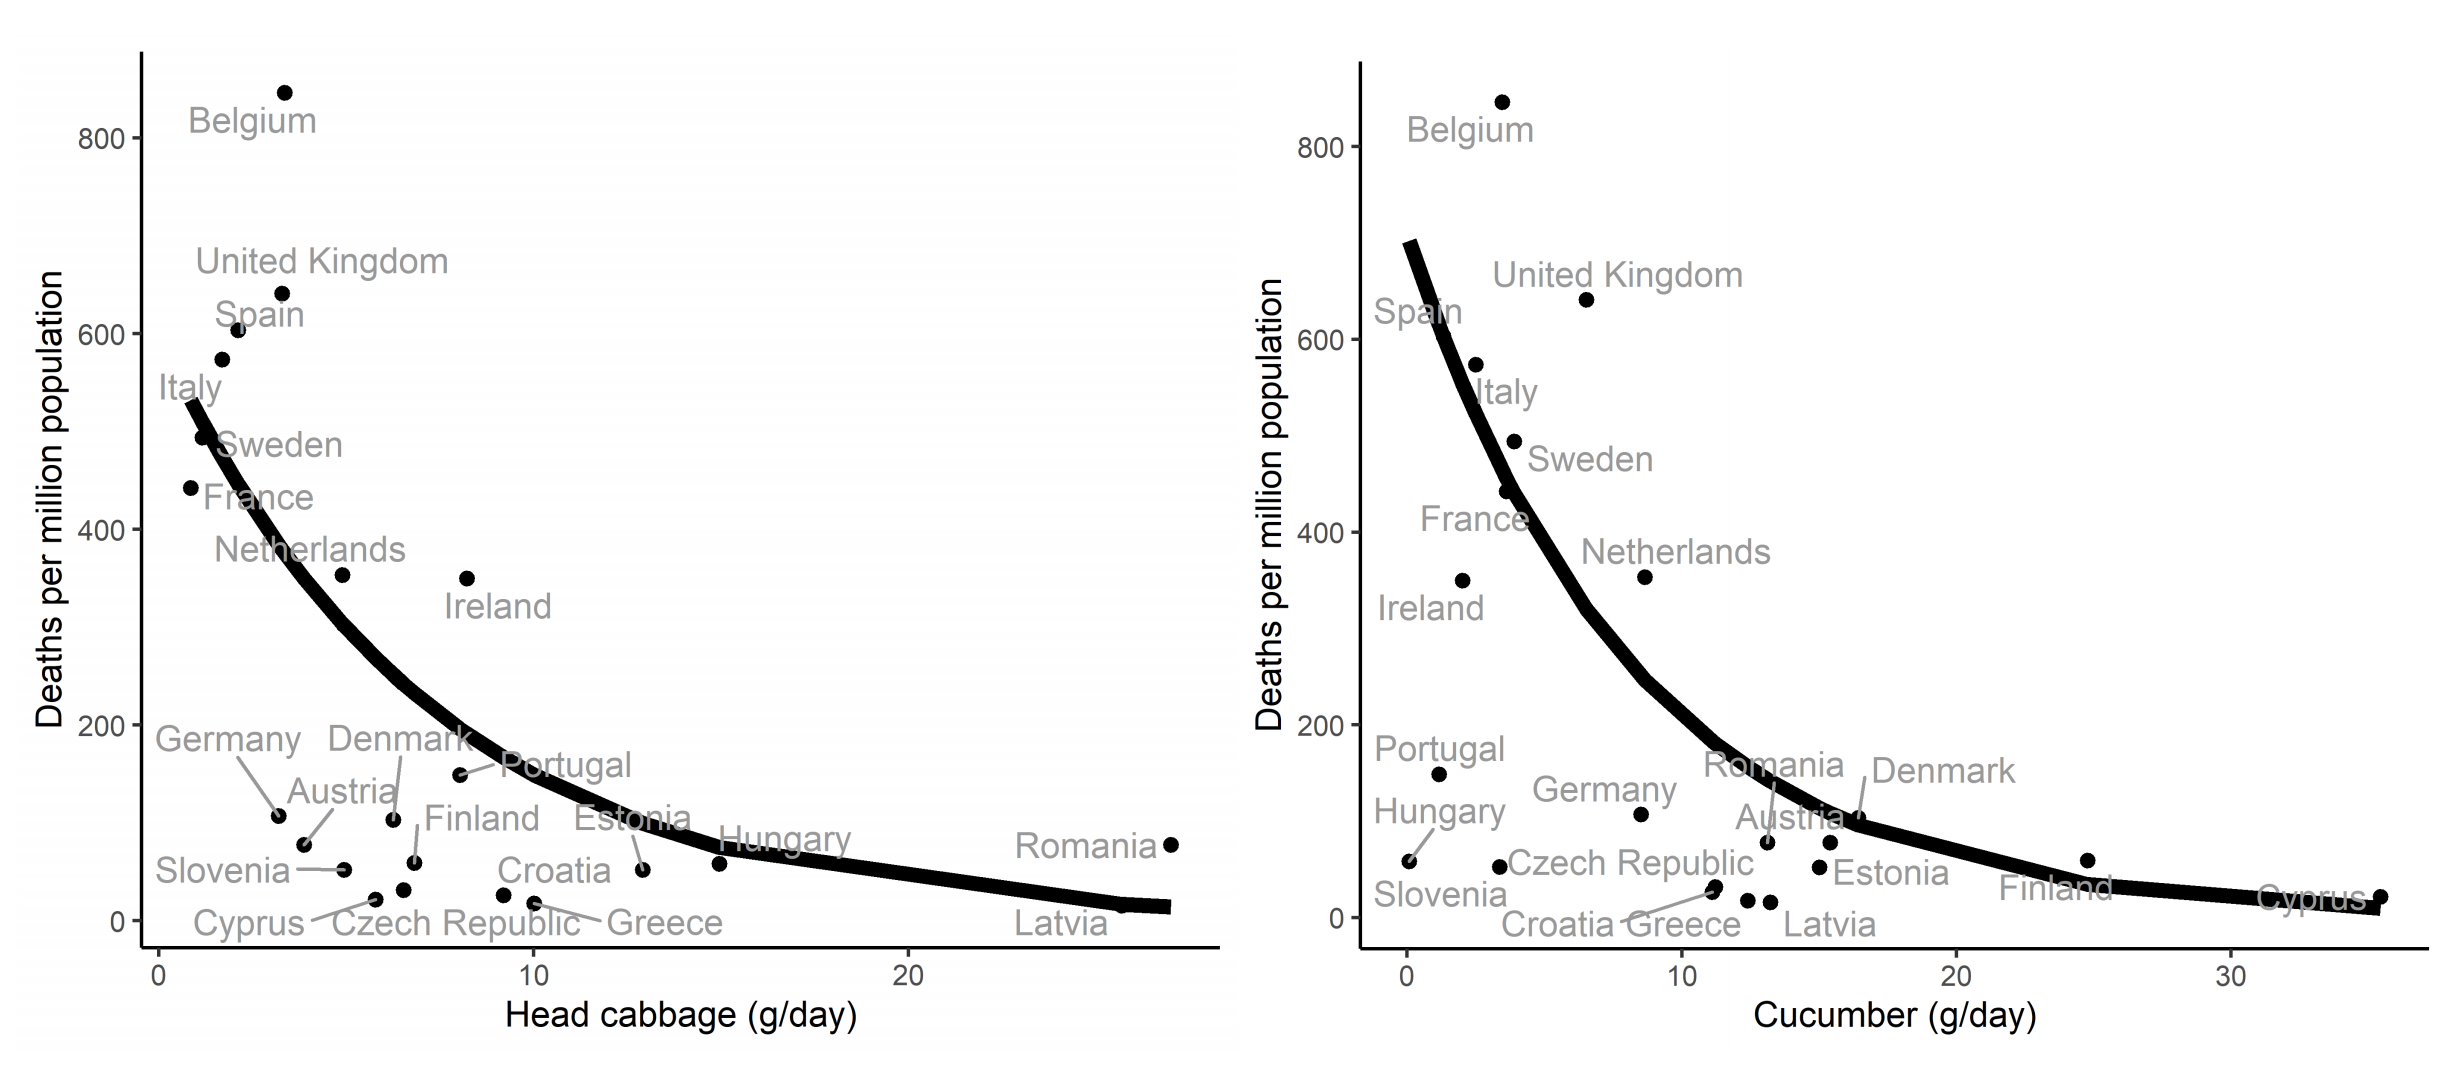 Deaths per million population
800
600
400
200
0
Belgium
United Kingdom
Spain
Italy
Sweden
France
Netherlands
Ireland
Germany
Denmark
Portugal
Austria
Finland
Estonia
Hungary
Romania
Slovenia
Croatia
Cyprus
Czech Republic
Greece
Latvia
0
10
20
Head cabbage (g/day)
Deaths per million population
800
600
400
200
0
Belgium
United Kingdom
Spain
Italy
Sweden
France
Netherlands
Ireland
Portugal
Romania
Denmark
Germany
Hungary
Austria
Czech Republic
Estonia
Slovenia
Finland
Cyprus
Croatia
Greece
Latvia
0
10
20
30
Cucumber (g/day)